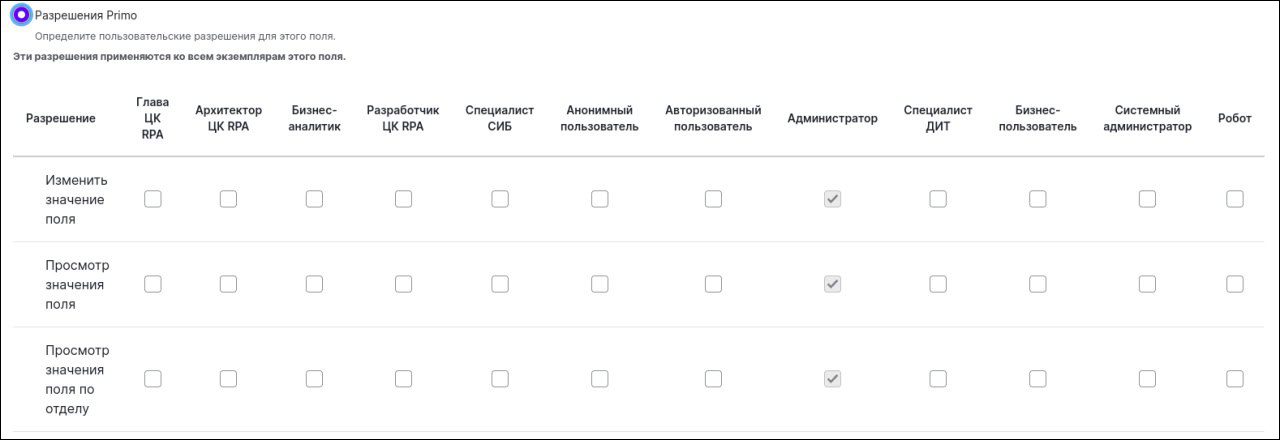 Разрешения Primo
Определите пользовательские разрешения для этого поля.
Эти разрешения применяются ко всем экземплярам этого поля.
Разрешение
Глава
ЦК
RPA
Архитектор
ЦК RPA
Бизнес-
аналитик
Разработчик
ЦК RPA
Специалист
СИБ
Анонимный
пользователь
Авторизованный
пользователь
Администратор
Специалист
ДИТ
Бизнес-
пользователь
Системный
администратор
Робот
Изменить
значение
поля
Просмотр
значения
поля
Просмотр
значения
поля по
отделу